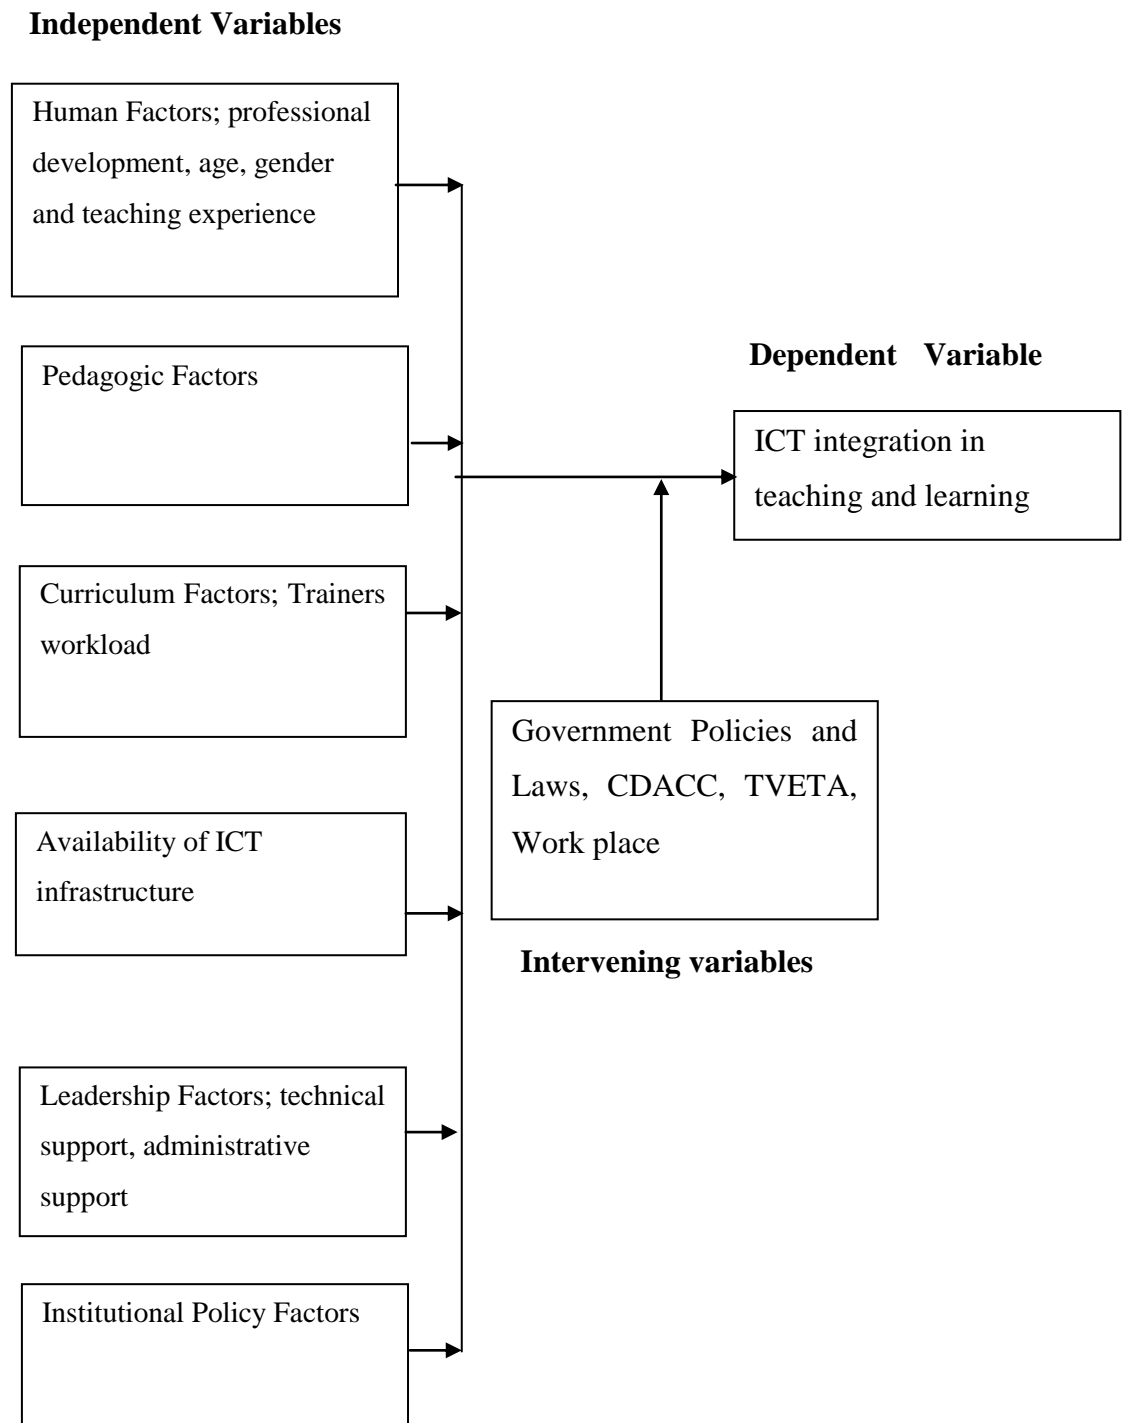 Independent Variables
Human Factors; professional
development, age, gender
and teaching experience
Pedagogic Factors
Curriculum Factors; Trainers
workload
Availability of ICT
infrastructure
Leadership Factors; technical
support, administrative
support
Institutional Policy Factors
Dependent Variable
ICT integration in
teaching and learning
Government Policies and
Laws, CDACC, TVETA,
Work place
Intervening variables